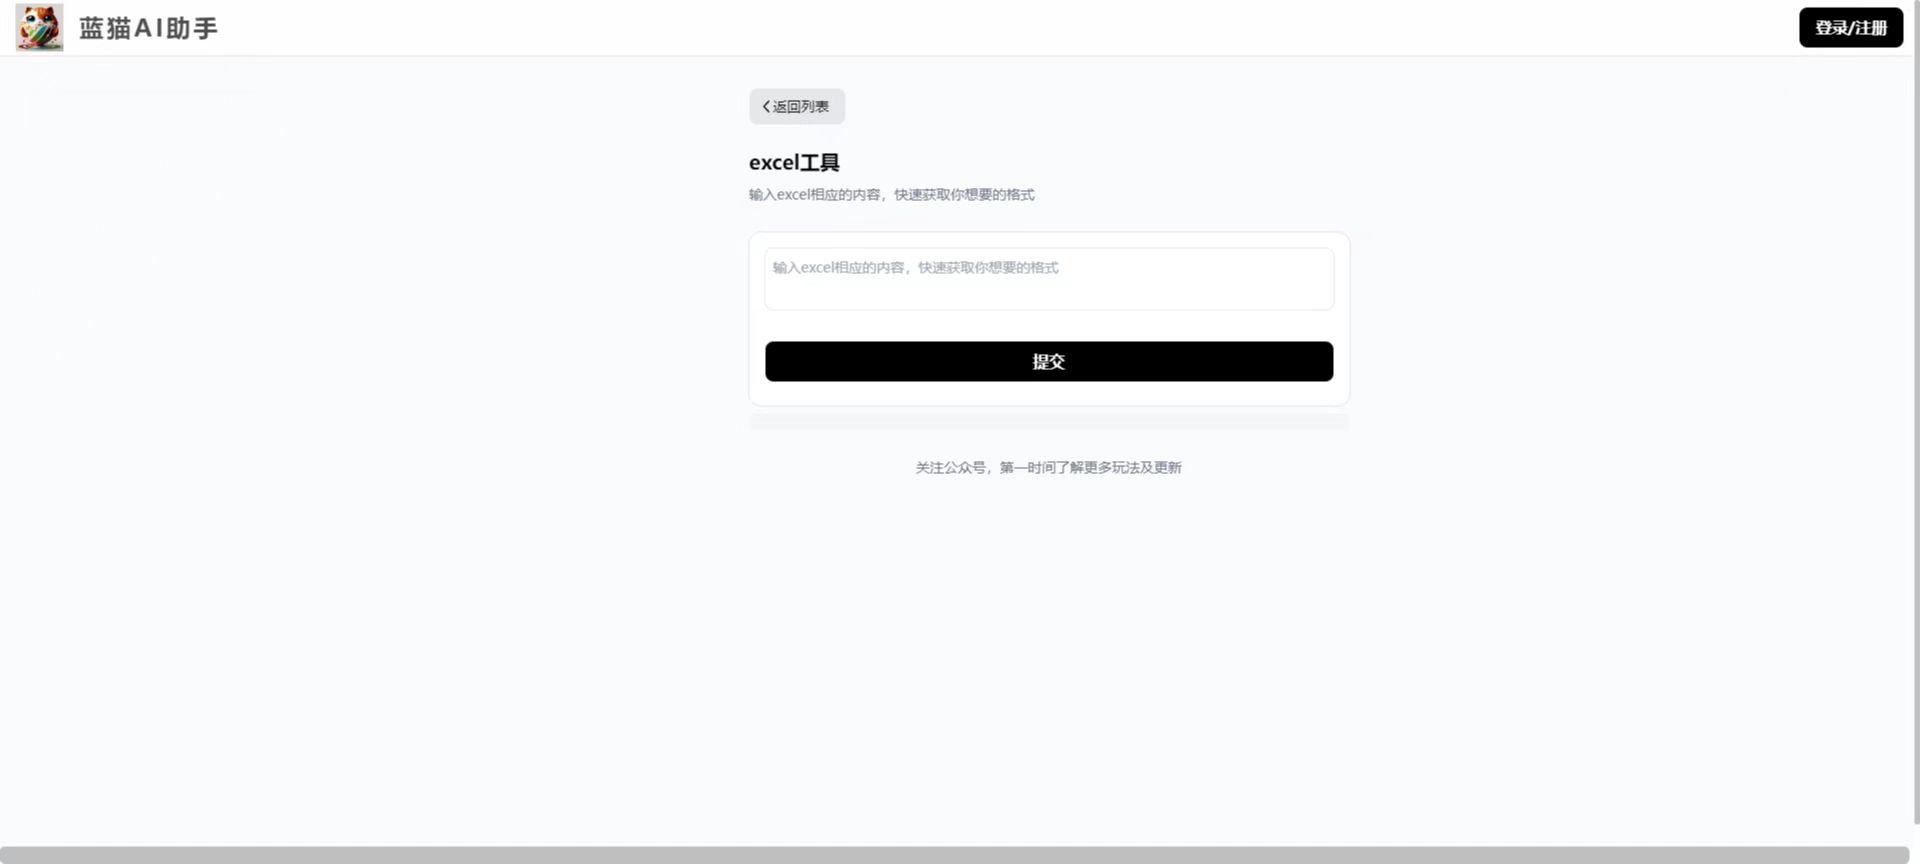 蓝猫AI助手
登录/注册
返回列表
excel工具
输入excel相应的内容，快速获取你想要的格式
输入excel相应的内容，快速获取你想要的格式
提交
关注公众号，第一时间了解更多玩法及更新